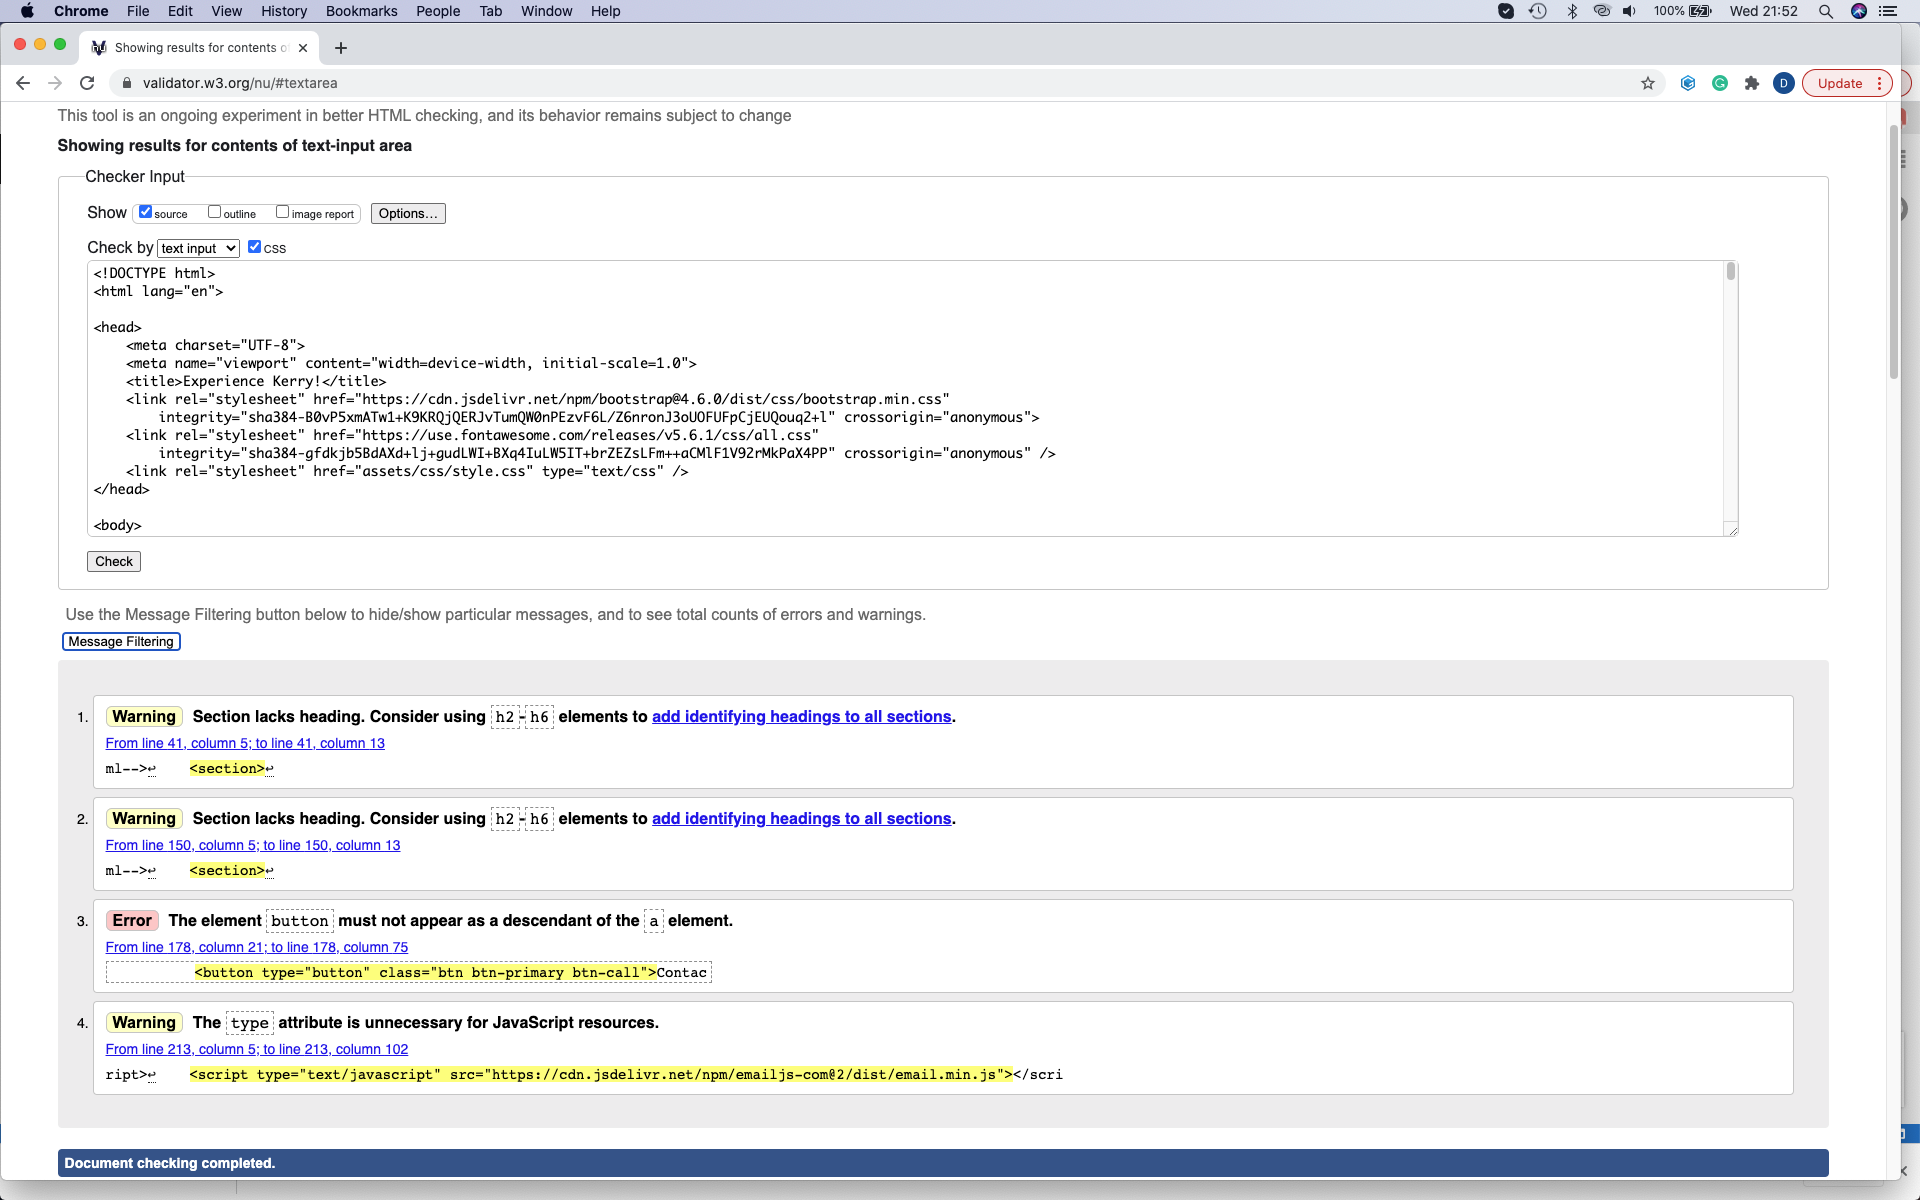 Chrome File Edit View History Bookmarks People Tab Window Help 100% Wed 21:52
Showing results for contents o
validator.w3.org/nu/#textarea D Update
This tool is an ongoing experiment in better HTML checking, and its behavior remains subject to change
Showing results for contents of text-input area
Checker Input
Show source outline image report Options...
Check by text input CSS
<!DOCTYPE html>
<html lang="en">
<head>
<meta charset="UTF-8">
<meta name="viewport" content="width=device-width, initial-scale=1.0">
<title>Experience Kerry!</title>
<link rel="stylesheet" href="https://cdn.jsdelivr.net/npm/bootstrap@4.6.0/dist/css/bootstrap.min.css"
integrity="sha384-B0vP5xmATw1+K9KRQjQERJvTumQW0nPEzvF6L/Z6nronJ3oUOFUFpCjEUQouq2+l" crossorigin="anonymous">
<link rel="stylesheet" href="https://use.fontawesome.com/releases/v5.6.1/css/all.css"
integrity="sha384-gfdkjb5BdAXd+lj+gudLWI+BXq4IuLW5IT+brZEZsLFm++aCMlF1V92rMkPaX4PP" crossorigin="anonymous" />
<link rel="stylesheet" href="assets/css/style.css" type="text/css" />
</head>
<body>
Check
Use the Message Filtering button below to hide/show particular messages, and to see total counts of errors and warnings.
Message Filtering
1. Warning Section lacks heading. Consider using h2-h6 elements to add identifying headings to all sections.
From line 41, column 5; to line 41, column 13
ml-->↩ <section>↩
2. Warning Section lacks heading. Consider using h2-h6 elements to add identifying headings to all sections.
From line 150, column 5; to line 150, column 13
ml-->↩ <section>↩
3. Error The element button must not appear as a descendant of the a element.
From line 178, column 21; to line 178, column 75
<button type="button" class="btn btn-primary btn-call">Contac
4. Warning The type attribute is unnecessary for JavaScript resources.
From line 213, column 5; to line 213, column 102
ript>↩ <script type="text/javascript" src="https://cdn.jsdelivr.net/npm/emailjs-com@2/dist/email.min.js"></scri
Document checking completed.